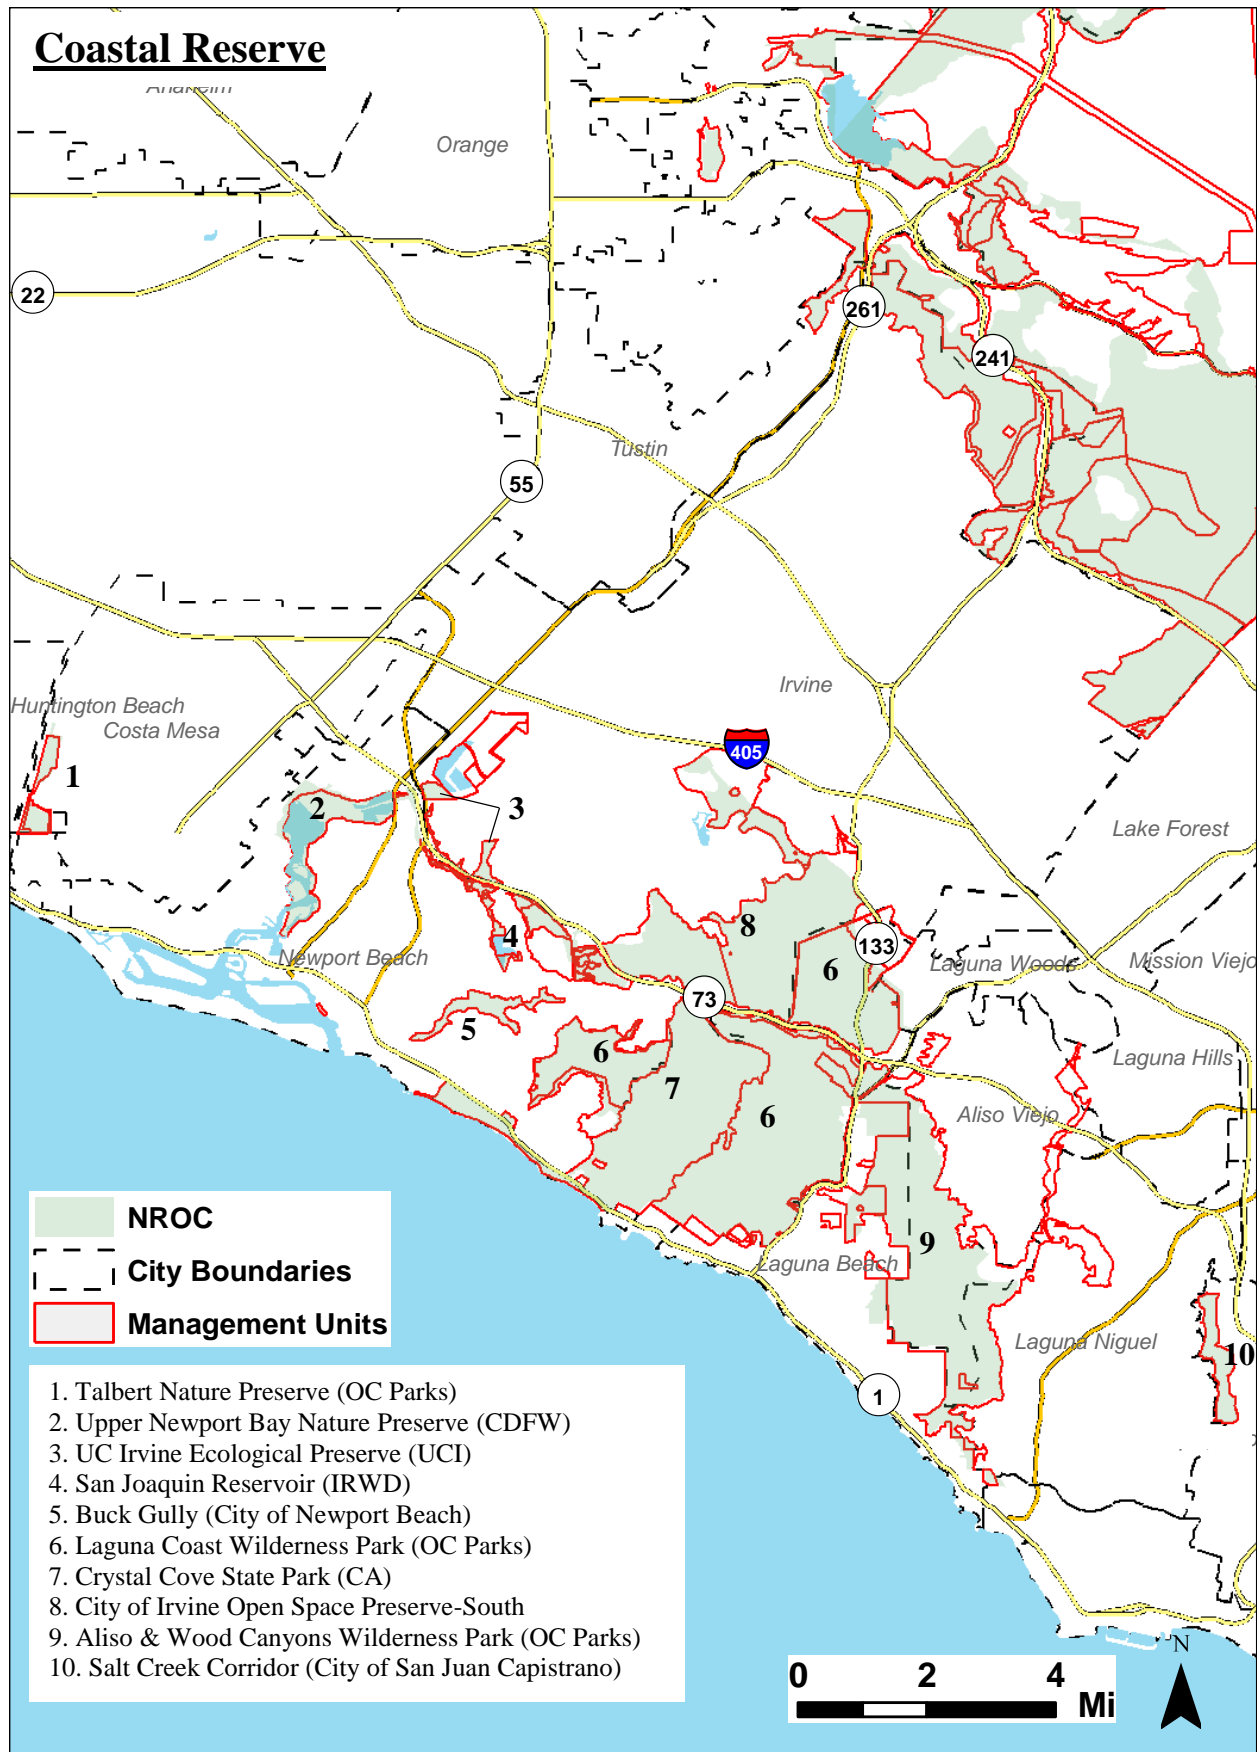 Coastal Reserve
Anaheim
Orange
22
261
241
Tustin
55
Irvine
Huntington Beach
Costa Mesa
405
1
2
3
Lake Forest
8
4
133
6
Newport Beach
Laguna Woods
Mission Viejo
73
5
6
Laguna Hills
7
6
Aliso Viejo
NROC
City Boundaries
Management Units
9
Laguna Beach
Laguna Niguel
10
1
1. Talbert Nature Preserve (OC Parks)
2. Upper Newport Bay Nature Preserve (CDFW)
3. UC Irvine Ecological Preserve (UCI)
4. San Joaquin Reservoir (IRWD)
5. Buck Gully (City of Newport Beach)
6. Laguna Coast Wilderness Park (OC Parks)
7. Crystal Cove State Park (CA)
8. City of Irvine Open Space Preserve-South
9. Aliso & Wood Canyons Wilderness Park (OC Parks)
10. Salt Creek Corridor (City of San Juan Capistrano)
N
0 2 4
Mi